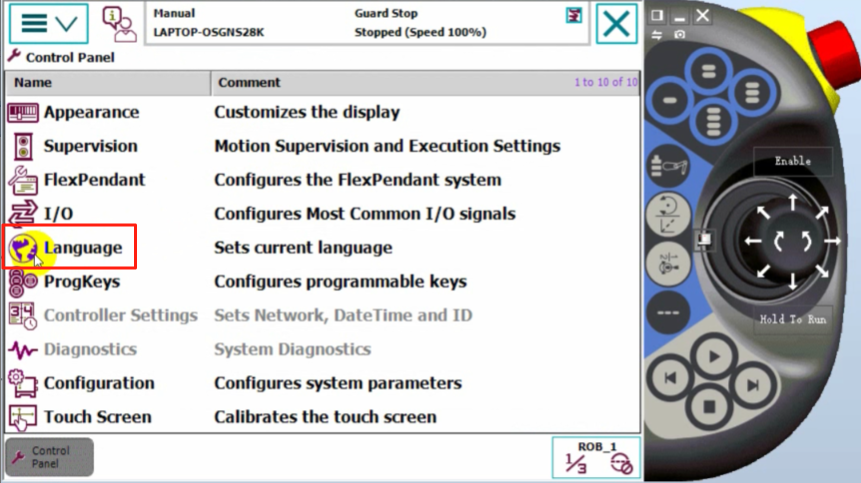 Manual
LAPTOP-OSGNS28K
Guard Stop
Stopped (Speed 100%)
Control Panel
Name Comment 1 to 10 of 10
Appearance Customizes the display
Supervision Motion Supervision and Execution Settings
FlexPendant Configures the FlexPendant system
I/O Configures Most Common I/O signals
Language Sets current language
ProgKeys Configures programmable keys
Controller Settings Sets Network, DateTime and ID
Diagnostics System Diagnostics
Configuration Configures system parameters
Touch Screen Calibrates the touch screen
Control
Panel
ROB_1
1/3
Enable
Hold To Run